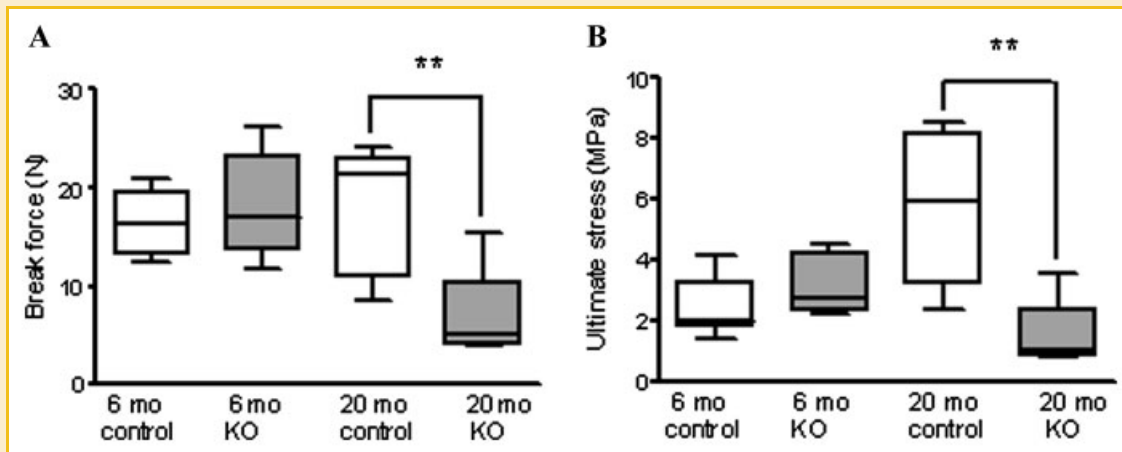 A
**
30
20
10
0
Break force (N)
6 mo
control
6 mo
KO
20 mo
control
20 mo
KO
B
**
10
8
6
4
2
0
Ultimate stress (MPa)
6 mo
control
6 mo
KO
20 mo
control
20 mo
KO